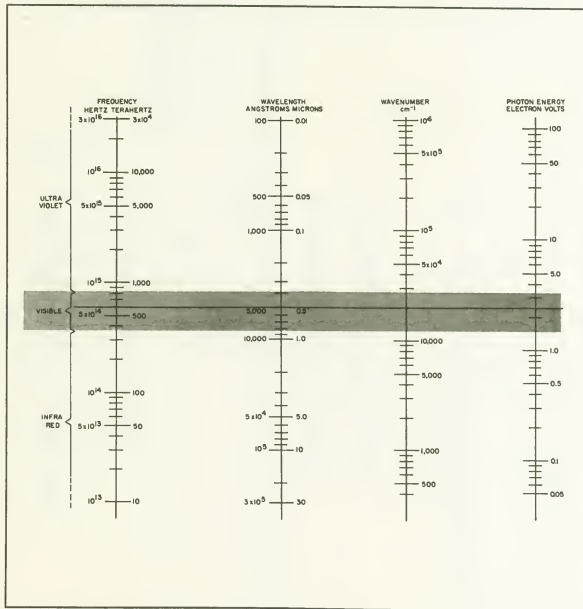 FREQUENCY
HERTZ TERAHERTZ
3x10¹⁶ 3x10⁴
10¹⁶ 10,000
5x10¹⁵ 5,000
10¹⁵ 1,000
5x10¹⁴ 500
10¹⁴ 100
5x10¹³ 50
10¹³ 10
ULTRA
VIOLET
VISIBLE
INFRA
RED
WAVELENGTH
ANGSTROMS MICRONS
100 0.01
500 0.05
1,000 0.1
5,000 0.5
10,000 1.0
5x10⁴ 5.0
10⁵ 10
3x10⁵ 30
WAVENUMBER
cm⁻¹
10⁶
5x10⁵
10⁵
5x10⁴
10,000
5,000
1,000
500
PHOTON ENERGY
ELECTRON VOLTS
100
50
10
5.0
1.0
0.5
0.1
0.05